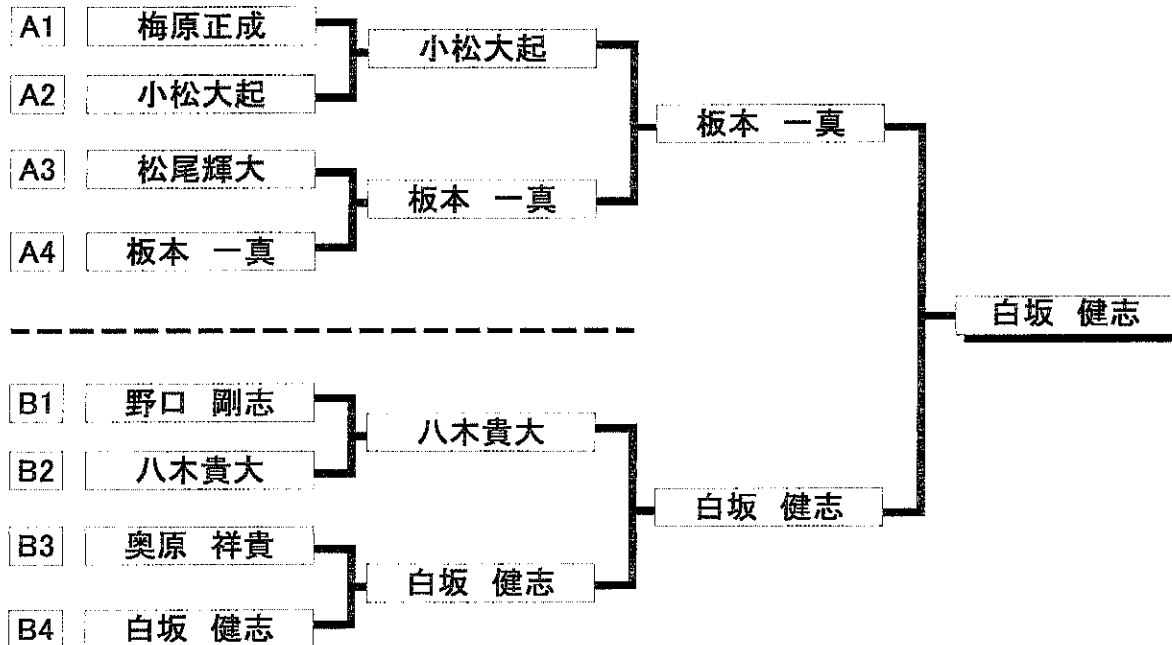 A1 梅原正成
小松大起
A2 小松大起
板本 一真
A3 松尾輝大
板本 一真
A4 板本 一真
白坂 健志
B1 野口 剛志
八木貴大
B2 八木貴大
白坂 健志
B3 奥原 祥貴
白坂 健志
B4 白坂 健志